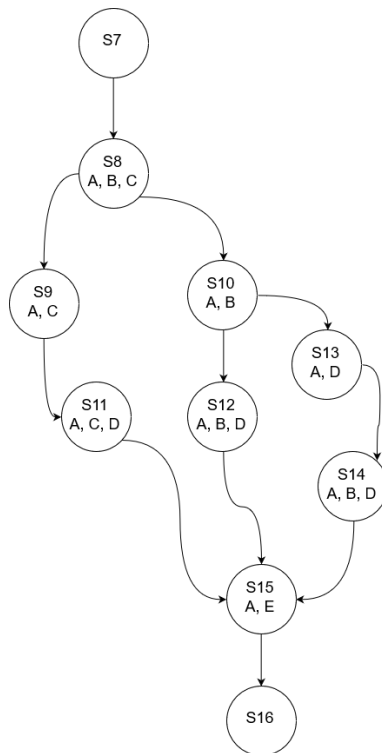 S7
S8
A, B, C
S9
A, C
S10
A, B
S13
A, D
S11
A, C, D
S12
A, B, D
S14
A, B, D
S15
A, E
S16